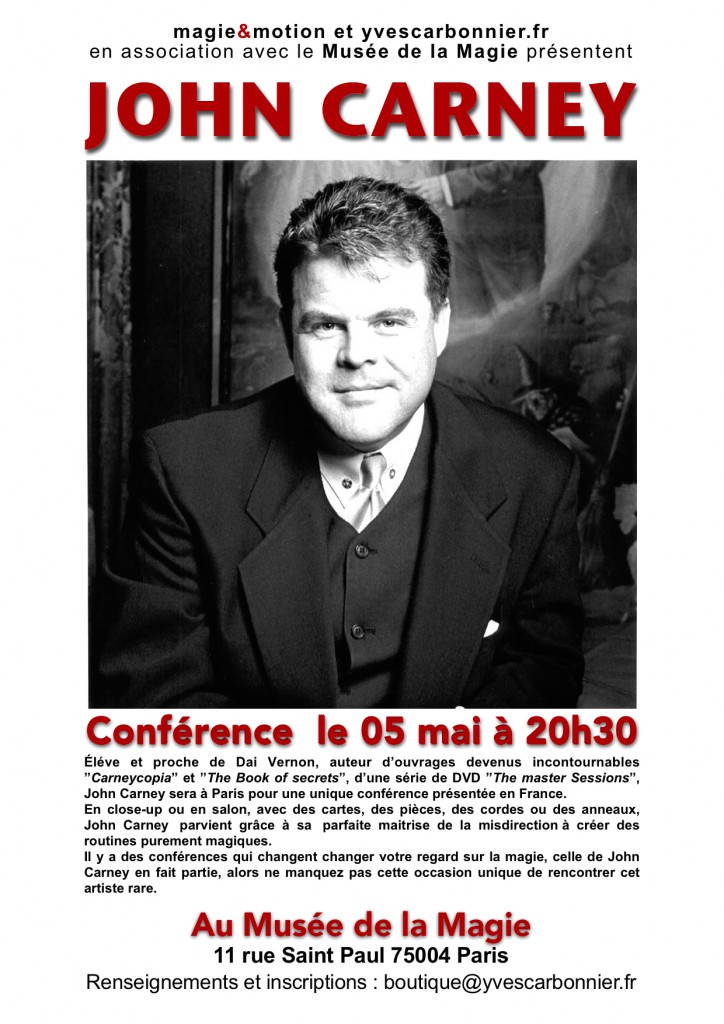 magie&motion et yvescarbonnier.fr
en association avec le Musée de la Magie présentent
JOHN CARNEY
Conférence le 05 mai à 20h30
Éléve et proche de Dai Vernon, auteur d'ouvrages devenus incontournables
"Carneycopia" et "The Book of secrets", d'une série de DVD "The master Sessions",
John Carney sera à Paris pour une unique conférence présentée en France.
En close-up ou en salon, avec des cartes, des pièces, des cordes ou des anneaux,
John Carney parvient grâce à sa parfaite maitrise de la misdirection à créer des
routines purement magiques.
Il y a des conférences qui changent changer votre regard sur la magie, celle de John
Carney en fait partie, alors ne manquez pas cette occasion unique de rencontrer cet
artiste rare.
Au Musée de la Magie
11 rue Saint Paul 75004 Paris
Renseignements et inscriptions : boutique@yvescarbonnier.fr